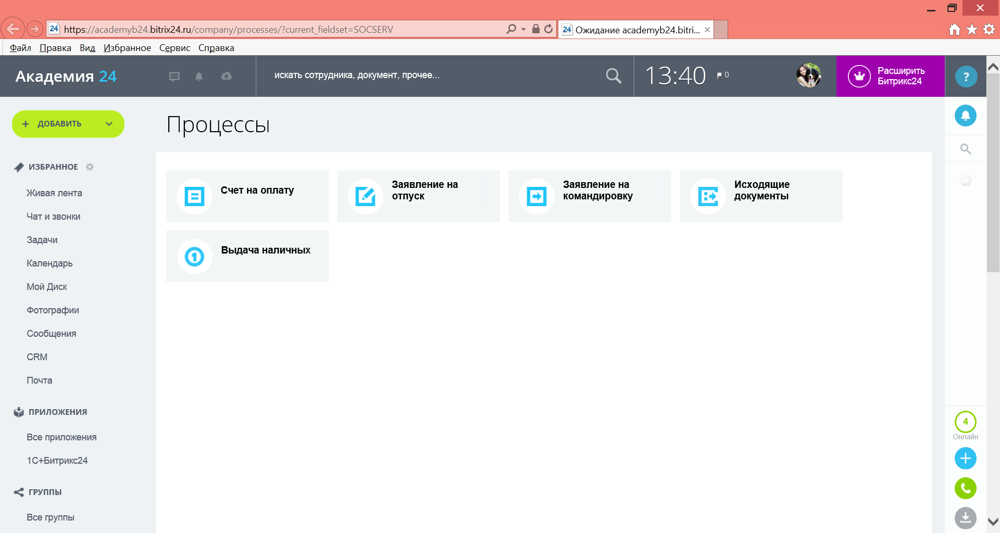 24 https://academyb24.bitrix24.ru/company/processes/?current_fieldset=SOCSERV
24 Ожидание academyb24.bitri...
Файл Правка Вид Избранное Сервис Справка
Академия 24
искать сотрудника, документ, прочее...
13:40
0
Расширить
Битрикс24
?
+ ДОБАВИТЬ
Процессы
ИЗБРАННОЕ
Живая лента
Чат и звонки
Задачи
Календарь
Мой Диск
Фотографии
Сообщения
CRM
Почта
ПРИЛОЖЕНИЯ
Все приложения
1С+Битрикс24
ГРУППЫ
Все группы
Счет на оплату
Заявление на
отпуск
Заявление на
командировку
Исходящие
документы
1
Выдача наличных
4
Онлайн